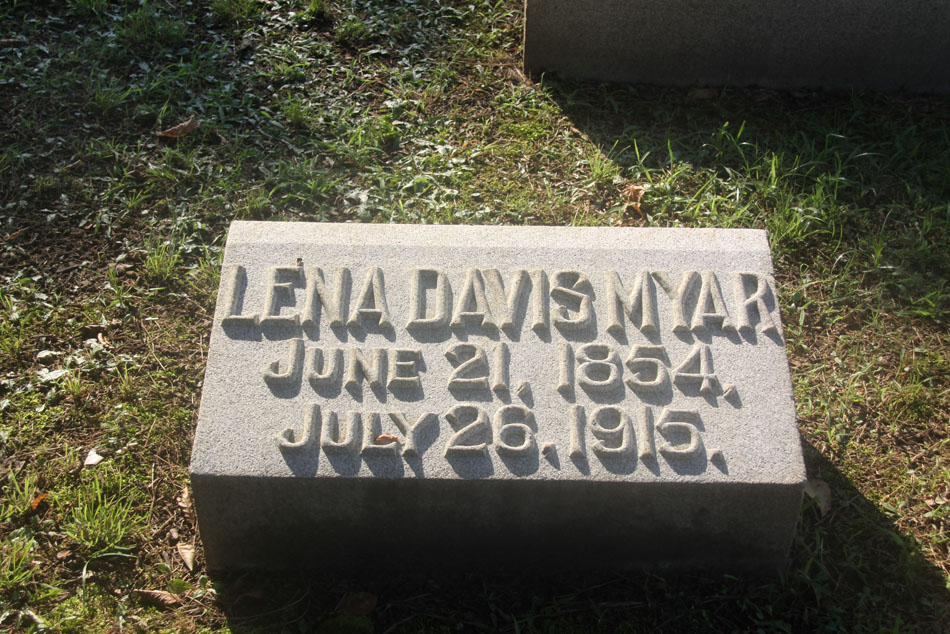 LENA DAVIS MYAR
JUNE 21. 1854.
JULY 26. 1915.